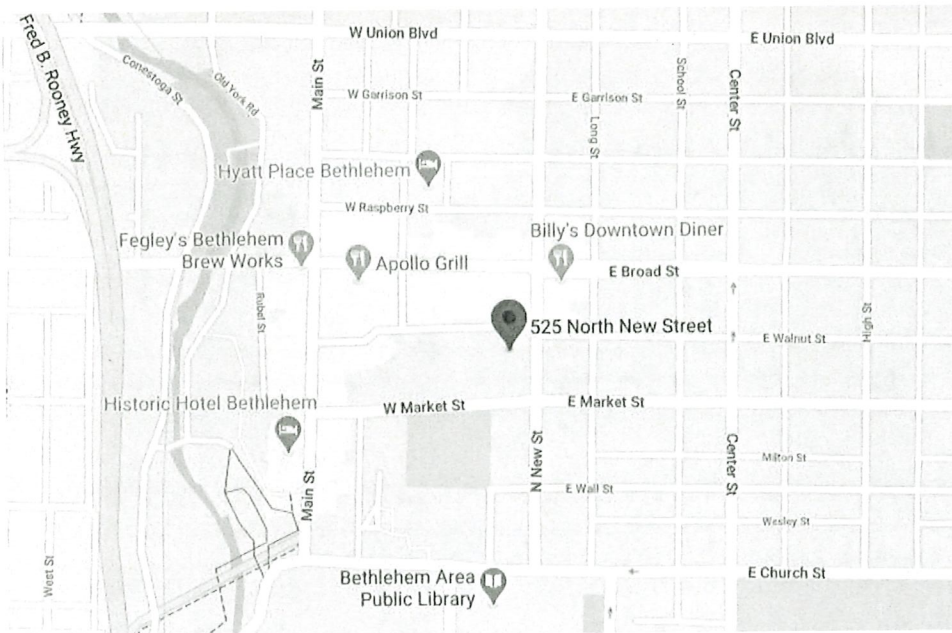 W Union Blvd
E Union Blvd
Fred B. Rooney Hwy
Conestoga St
Old York Rd
Main St
W Garrison St
E Garrison St
School St
Center St
Long St
Hyatt Place Bethlehem
W Raspberry St
Fegley's Bethlehem
Brew Works
Apollo Grill
Billy's Downtown Diner
E Broad St
Rubel St
525 North New Street
E Walnut St
High St
Historic Hotel Bethlehem
W Market St
E Market St
Main St
N New St
Center St
Milton St
E Wall St
Wesley St
West St
Bethlehem Area
Public Library
E Church St